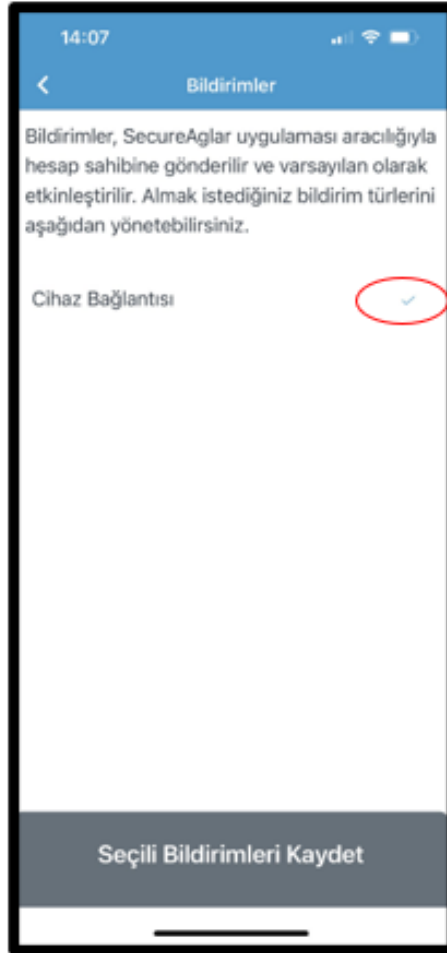 14:07
Bildirimler
Bildirimler, SecureAglar uygulaması aracılığıyla
hesap sahibine gönderilir ve varsayılan olarak
etkinleştirilir. Almak istediğiniz bildirim türlerini
aşağıdan yönetebilirsiniz.
Cihaz Bağlantısı
Seçili Bildirimleri Kaydet